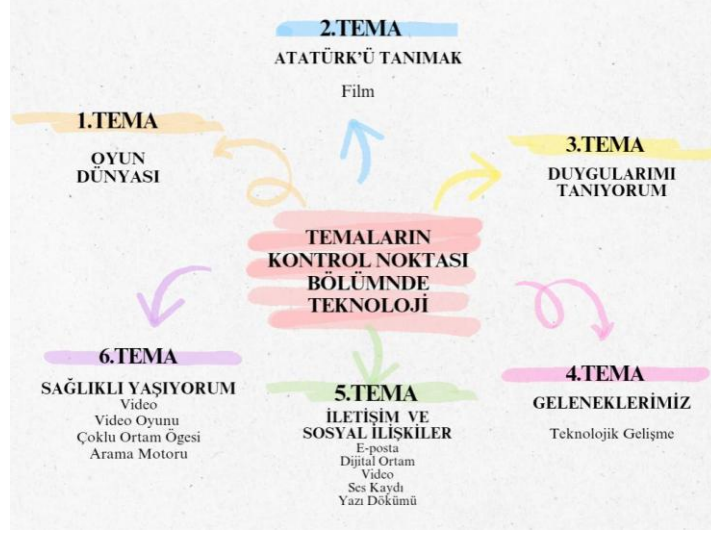 2.TEMA
ATATÜRK'Ü TANIMAK
Film
1.TEMA
OYUN
DÜNYASI
3.TEMA
DUYGULARIMI
TANIYORUM
TEMALARIN
KONTROL NOKTASI
BÖLÜMNDE
TEKNOLOJİ
6.TEMA
SAĞLIKLI YAŞIYORUM
Video
Video Oyunu
Çoklu Ortam Ögesi
Arama Motoru
5.TEMA
İLETİŞİM VE
SOSYAL İLİŞKİLER
E-posta
Dijital Ortam
Video
Ses Kaydı
Yazı Dökümü
4.TEMA
GELENEKLERİMİZ
Teknolojik Gelişme